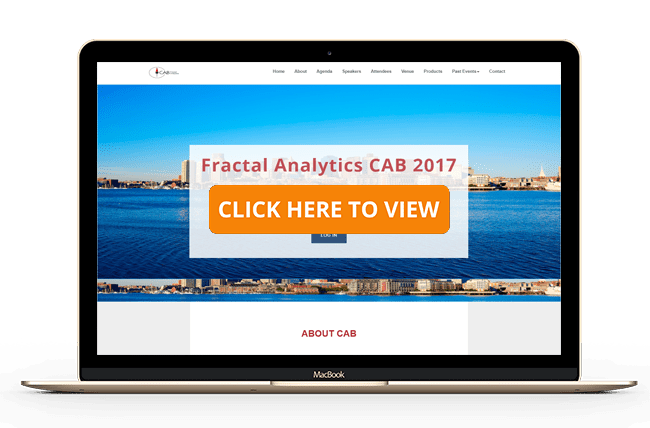 CAB
Home About Agenda Speakers Attendees Venue Products Past Events Contact
Fractal Analytics CAB 2017
CLICK HERE TO VIEW
LOG IN
ABOUT CAB
MacBook